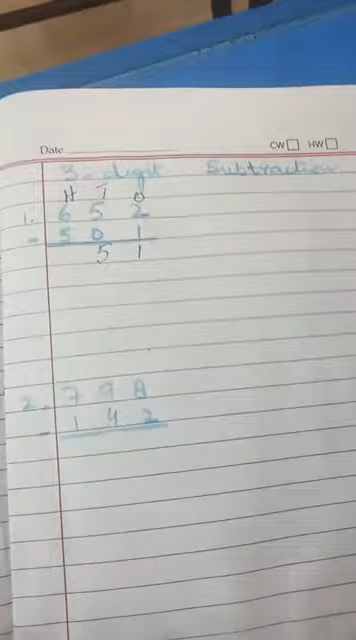 Date CW HW
3-digit Subtraction
H T O
1. 6 5 2
- 5 0 1
5 1
2. 7 9 8
- 1 4 2